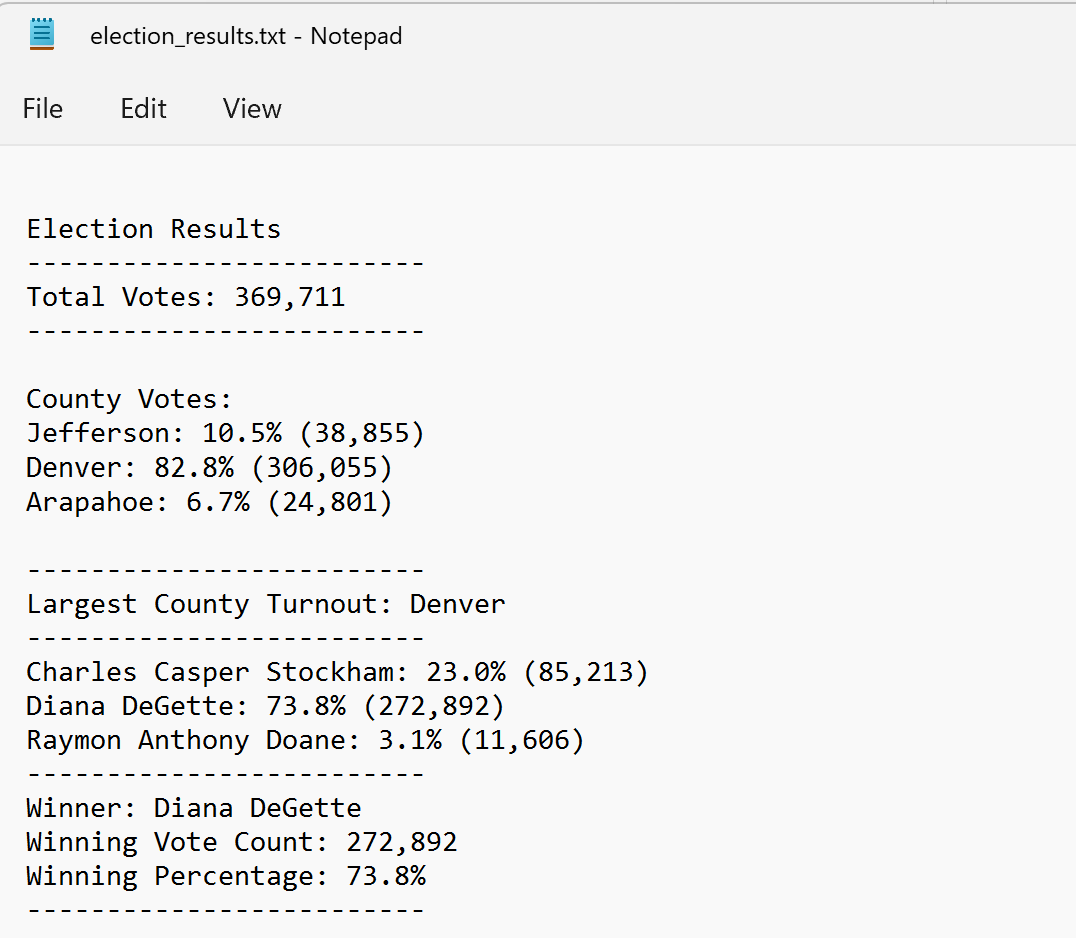 election_results.txt - Notepad
File Edit View
Election Results
-------------------------
Total Votes: 369,711
-------------------------
County Votes:
Jefferson: 10.5% (38,855)
Denver: 82.8% (306,055)
Arapahoe: 6.7% (24,801)
-------------------------
Largest County Turnout: Denver
-------------------------
Charles Casper Stockham: 23.0% (85,213)
Diana DeGette: 73.8% (272,892)
Raymon Anthony Doane: 3.1% (11,606)
-------------------------
Winner: Diana DeGette
Winning Vote Count: 272,892
Winning Percentage: 73.8%
-------------------------